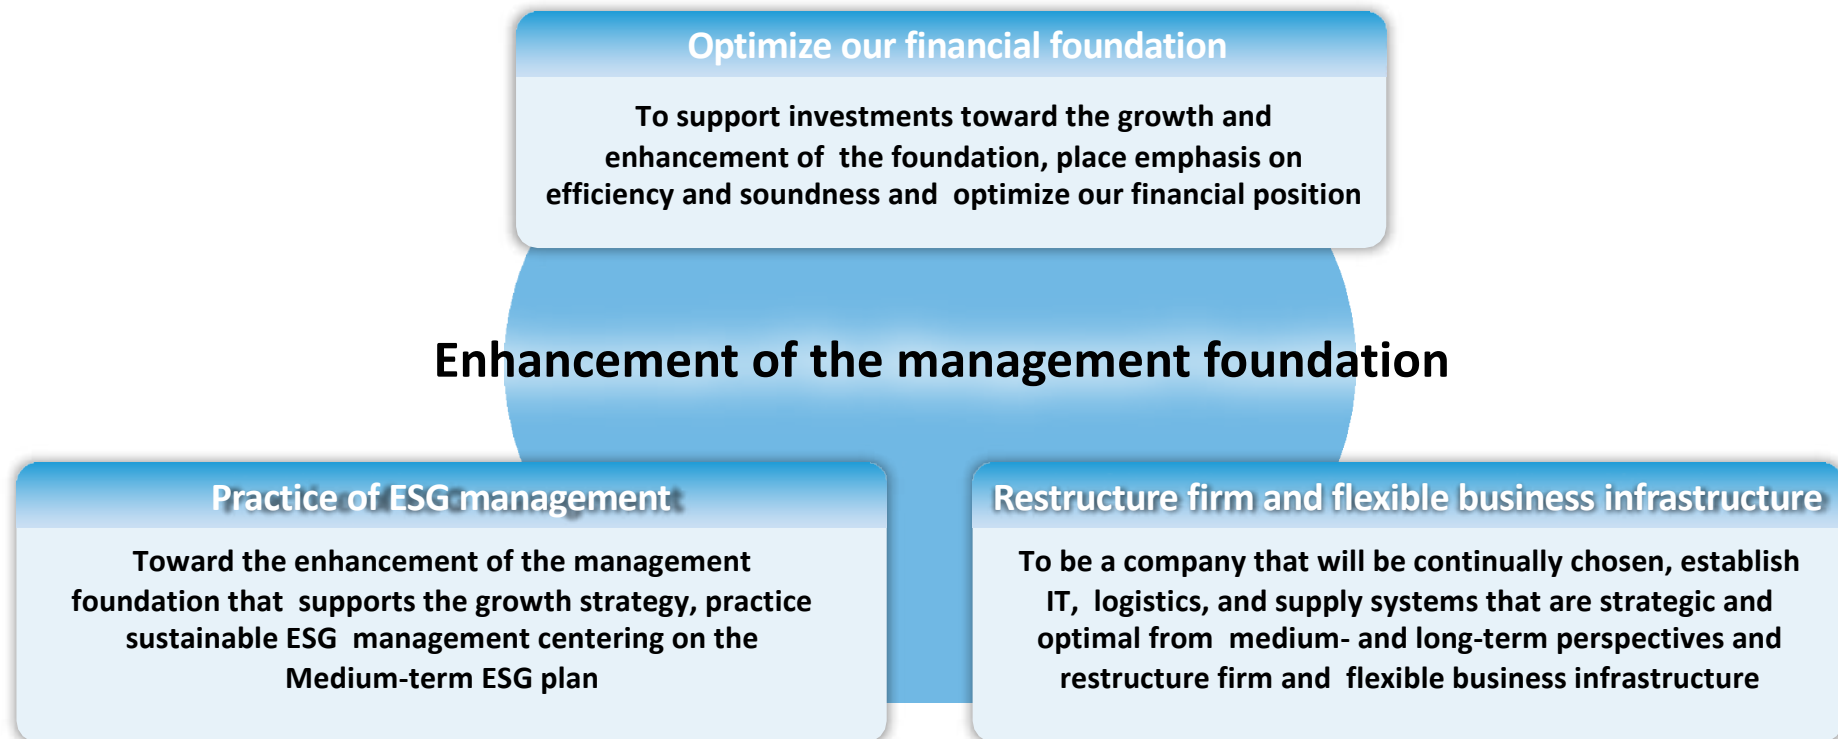 Optimize our financial foundation
To support investments toward the growth and
enhancement of the foundation, place emphasis on
efficiency and soundness and optimize our financial position
Enhancement of the management foundation
Practice of ESG management
Toward the enhancement of the management
foundation that supports the growth strategy, practice
sustainable ESG management centering on the
Medium-term ESG plan
Restructure firm and flexible business infrastructure
To be a company that will be continually chosen, establish
IT, logistics, and supply systems that are strategic and
optimal from medium- and long-term perspectives and
restructure firm and flexible business infrastructure